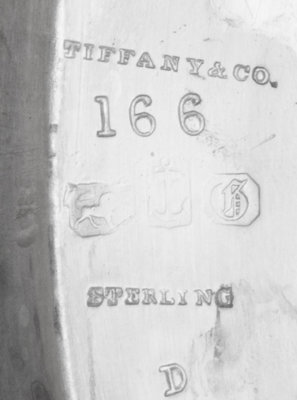 TIFFANY & CO.
166
G
STERLING
D